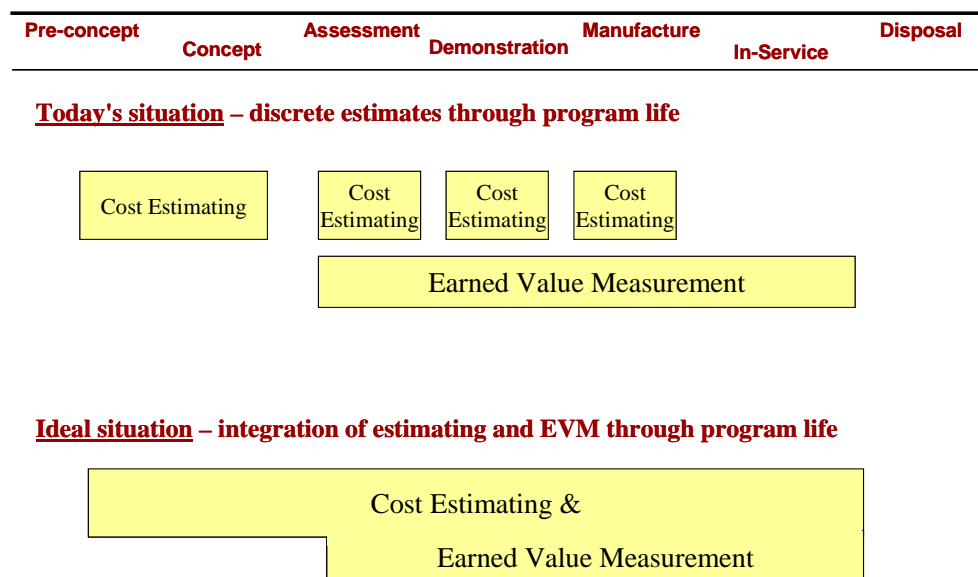 Pre-concept
Concept
Assessment
Demonstration
Manufacture
In-Service
Disposal
Today's situation – discrete estimates through program life
Cost Estimating
Cost
Estimating
Cost
Estimating
Cost
Estimating
Earned Value Measurement
Ideal situation – integration of estimating and EVM through program life
Cost Estimating &
Earned Value Measurement